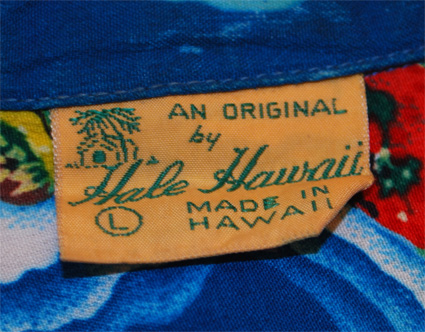 AN ORIGINAL
by
Hale Hawaii
L
MADE IN
HAWAII